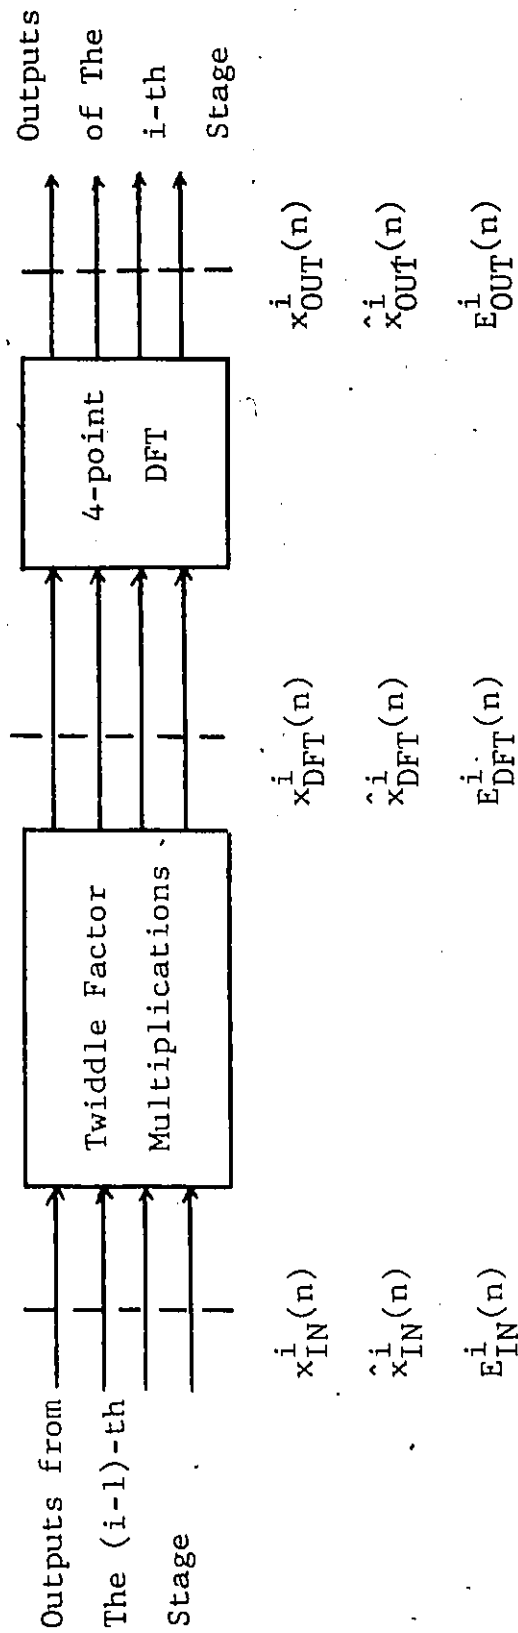 Outputs from
The (i-1)-th
Stage
Twiddle Factor
Multiplications
4-point
DFT
Outputs
of The
i-th
Stage
x^i_IN(n)
x̂^i_IN(n)
E^i_IN(n)
x^i_DFT(n)
x̂^i_DFT(n)
E^i_DFT(n)
x^i_OUT(n)
x̂^i_OUT(n)
E^i_OUT(n)